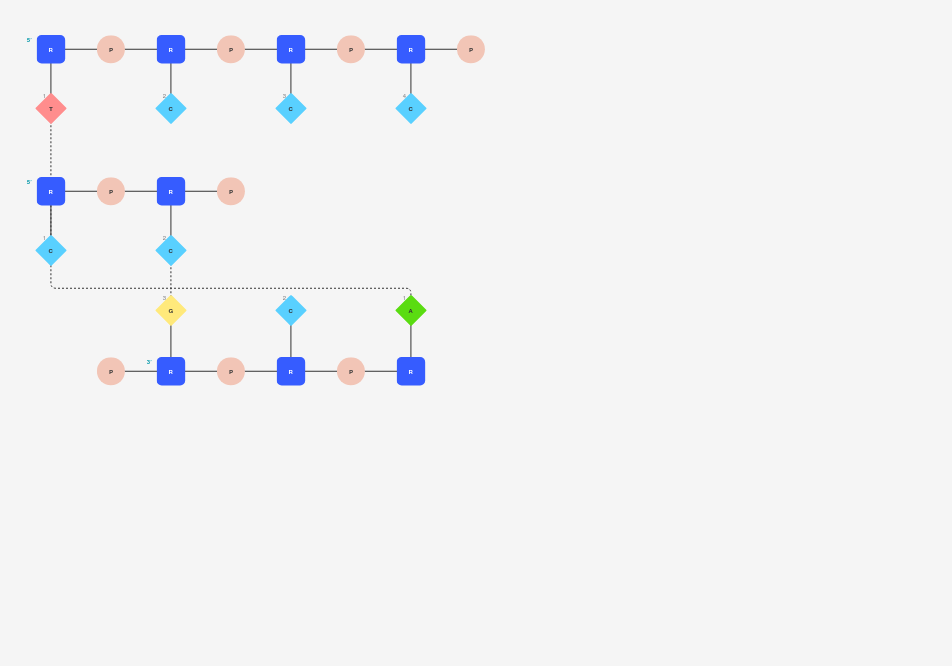 5'
R P R P R P R P
1 2 3 4
T C C C
5'
R P R P
1 2
C C
3 2 1
G C A
3'
P R P R P R